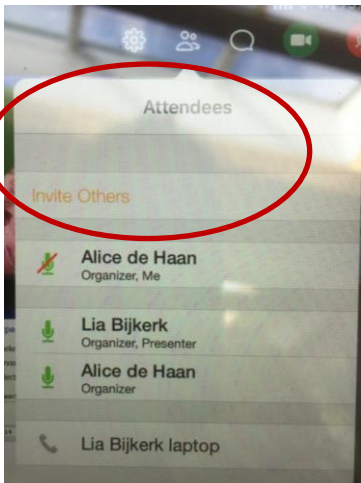 Attendees
Invite Others
Alice de Haan
Organizer, Me
Lia Bijkerk
Organizer, Presenter
Alice de Haan
Organizer
Lia Bijkerk laptop